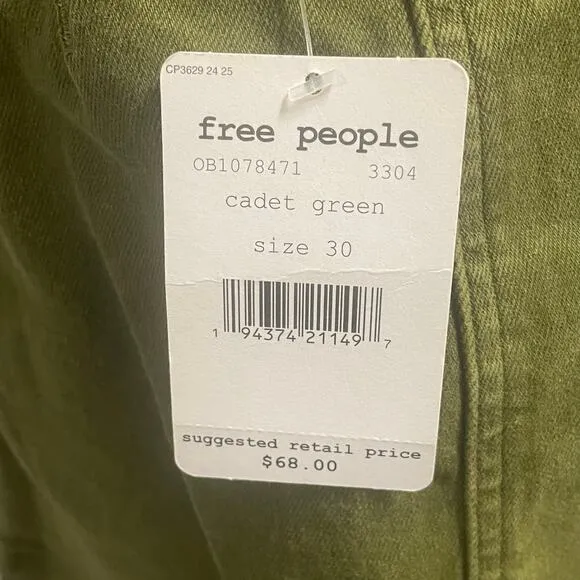 CP3629 24 25
free people
OB1078471 3304
cadet green
size 30
1 94374 21149 7
suggested retail price
$68.00